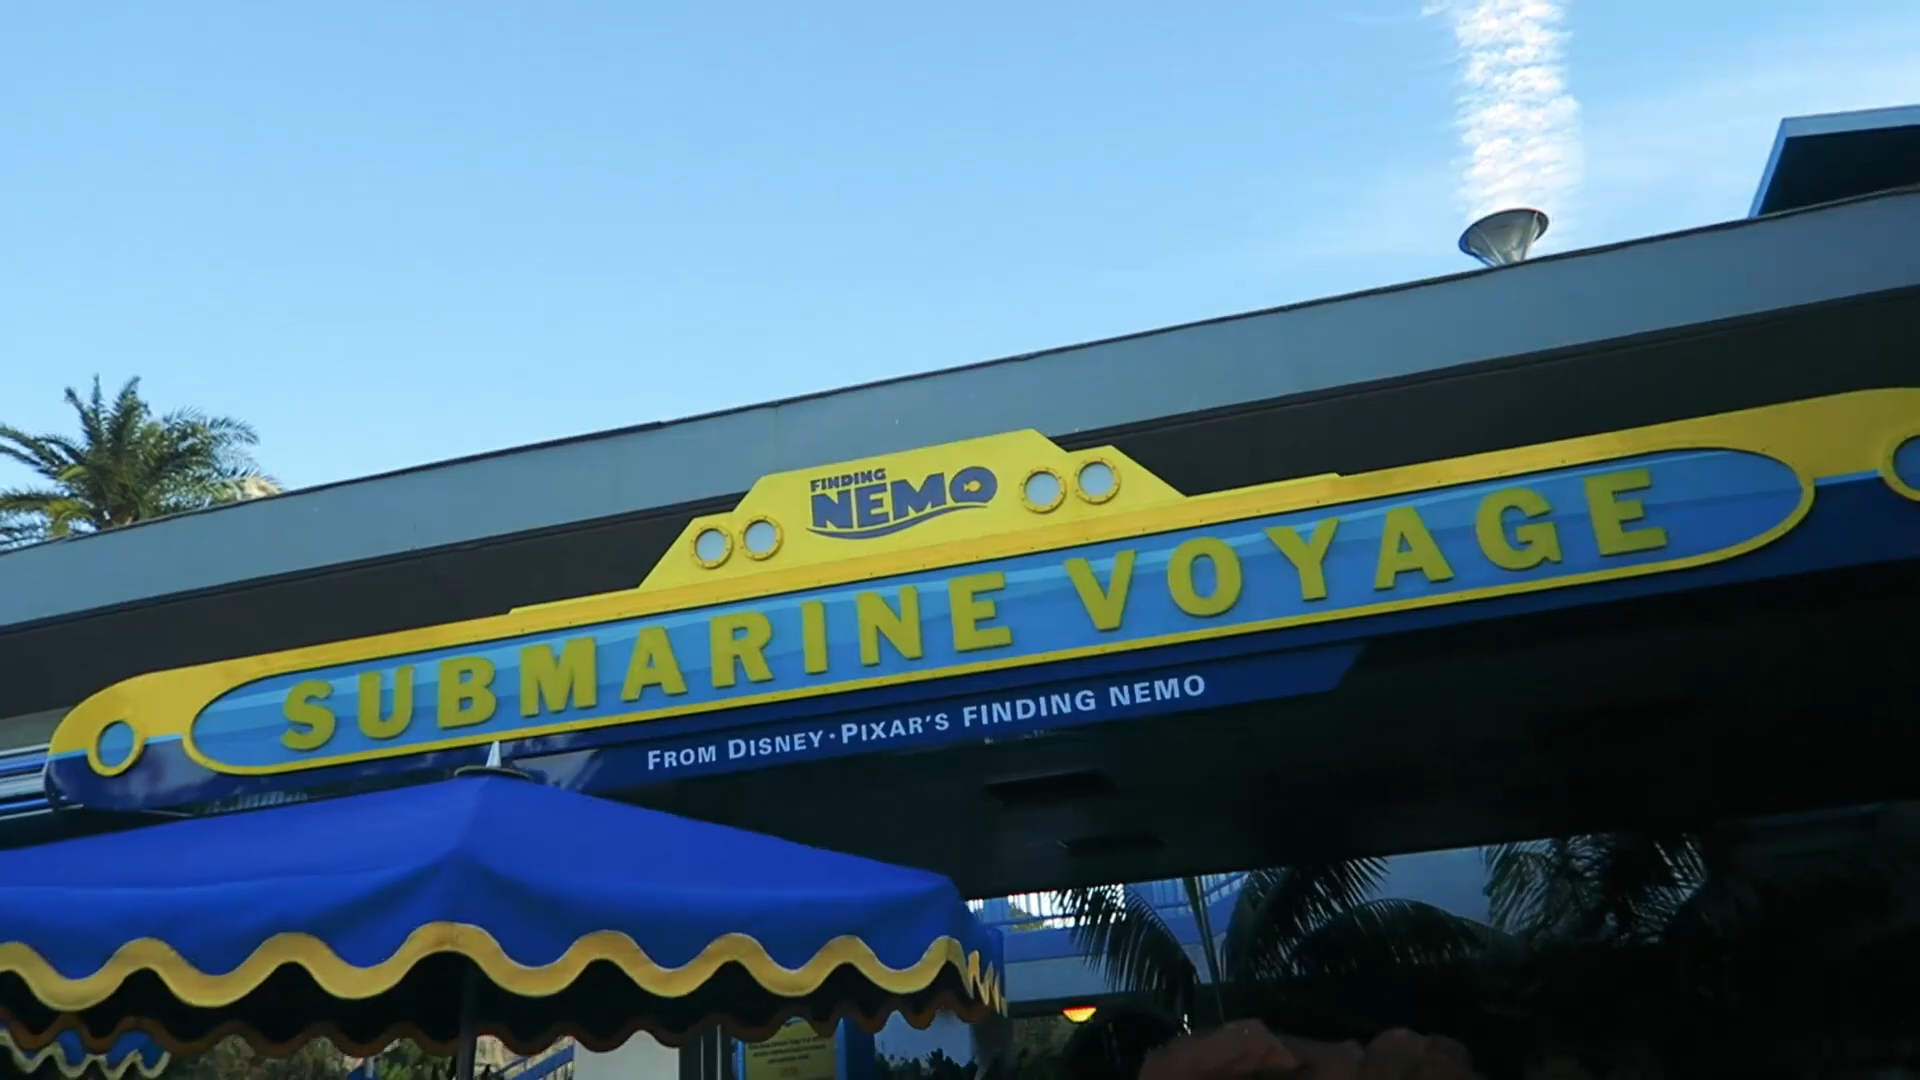 FINDING
NEMO
SUBMARINE VOYAGE
FROM DISNEY·PIXAR'S FINDING NEMO